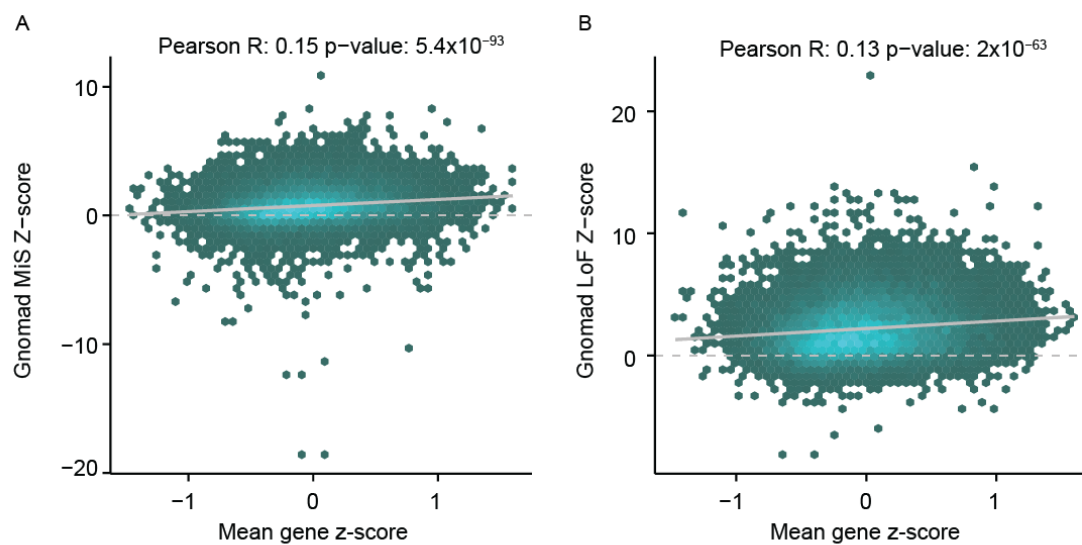 A
Pearson R: 0.15 p−value: 5.4x10⁻⁹³
10
0
−10
−20
Gnomad MiS Z−score
−1
0
1
Mean gene z-score
B
Pearson R: 0.13 p−value: 2x10⁻⁶³
20
10
0
Gnomad LoF Z−score
−1
0
1
Mean gene z-score